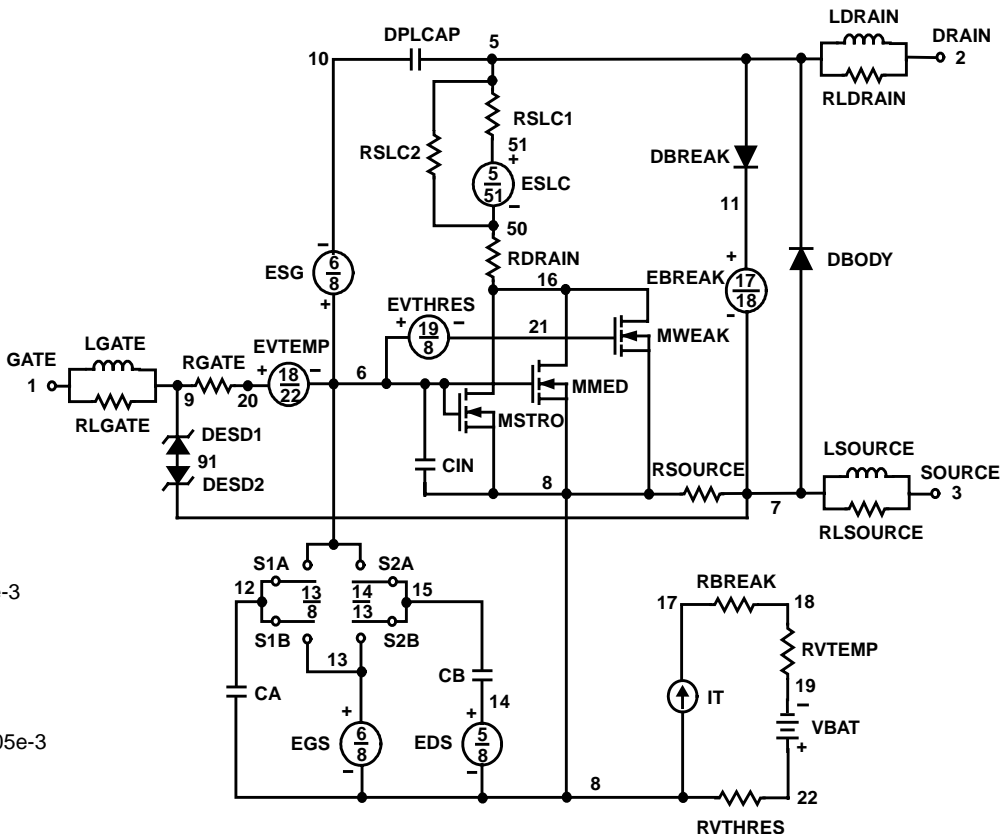 LDRAIN
DPLCAP
5
DRAIN
10
2
RLDRAIN
RSLC1
51
RSLC2
+
5
51
ESLC
DBREAK
−
50
11
−
RDRAIN
DBODY
ESG
6
8
+
16
EBREAK
+
17
18
−
EVTHRES
+
19
8
−
21
MWEAK
LGATE
GATE
1
RGATE
EVTEMP
+
18
22
−
6
MMED
9
20
RLGATE
MSTRO
DESD1
91
DESD2
CIN
8
RSOURCE
LSOURCE
SOURCE
3
7
RLSOURCE
S1A
S2A
12
13
8
14
13
15
RBREAK
-3
17
18
S1B
S2B
13
RVTEMP
CB
19
CA
14
IT
−
VBAT
+
05e-3
+
EGS
6
8
−
+
EDS
5
8
−
8
22
RVTHRES